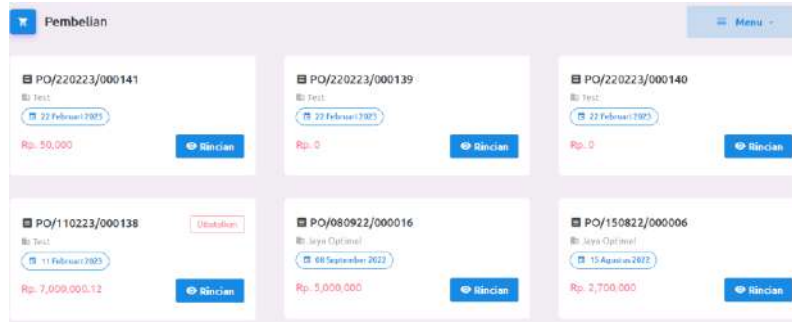 Pembelian
Menu
PO/220223/000141
Test
22 Februari 2023
Rp. 50,000
Rincian
PO/220223/000139
Test
22 Februari 2023
Rp. 0
Rincian
PO/220223/000140
Test
22 Februari 2023
Rp. 0
Rincian
PO/110223/000138
Dibatalkan
Test
11 Februari 2023
Rp. 7,000,000.12
Rincian
PO/080922/000016
Jaya Optimal
08 September 2022
Rp. 5,000,000
Rincian
PO/150822/000006
Jaya Optimal
15 Agustus 2022
Rp. 2,700,000
Rincian